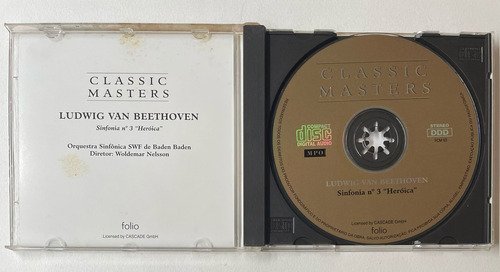 CLASSIC
MASTERS
LUDWIG VAN BEETHOVEN
Sinfonia nº 3 "Heróica"
Orquestra Sinfônica SWF de Baden Baden
Diretor: Woldemar Nelsson
folio
Licensed by CASCADE GmbH
CLASSIC
MASTERS
COMPACT
disc
DIGITAL AUDIO
MPO
STEREO
DDD
LUDWIG VAN BEETHOVEN
Sinfonia nº 3 "Heróica"
folio
Licensed by CASCADE GmbH